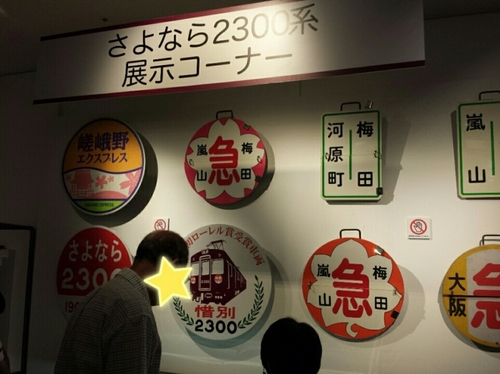 さよなら2300系
展示コーナー
嵯峨野
エクスプレス
嵐山
急
梅田
河原町
梅田
嵐山
さよなら
2300
ローレル賞受賞車両
惜別
2300
嵐山
急
梅田
大阪
急